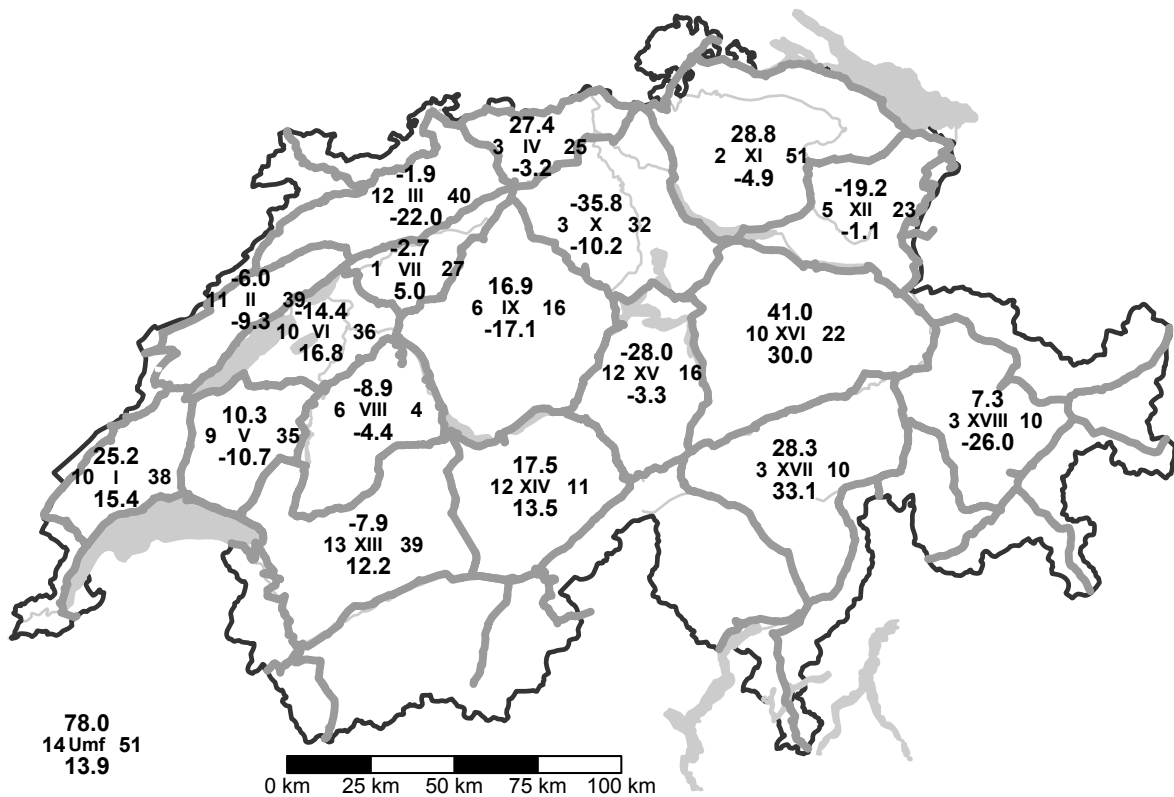 27.4
3 IV 25
-3.2
28.8
2 XI 51
-4.9
-1.9
12 III 40
-22.0
-35.8
3 X 32
-10.2
-19.2
5 XII 23
-1.1
-2.7
1 VII 27
5.0
-6.0
11 II 39
-9.3
-14.4
10 VI 36
16.8
16.9
6 IX 16
-17.1
41.0
10 XVI 22
30.0
-28.0
12 XV 16
-3.3
-8.9
6 VIII 4
-4.4
7.3
3 XVIII 10
-26.0
10.3
9 V 35
-10.7
25.2
10 I 38
15.4
17.5
12 XIV 11
13.5
28.3
3 XVII 10
33.1
-7.9
13 XIII 39
12.2
78.0
14 Umf 51
13.9
0 km 25 km 50 km 75 km 100 km